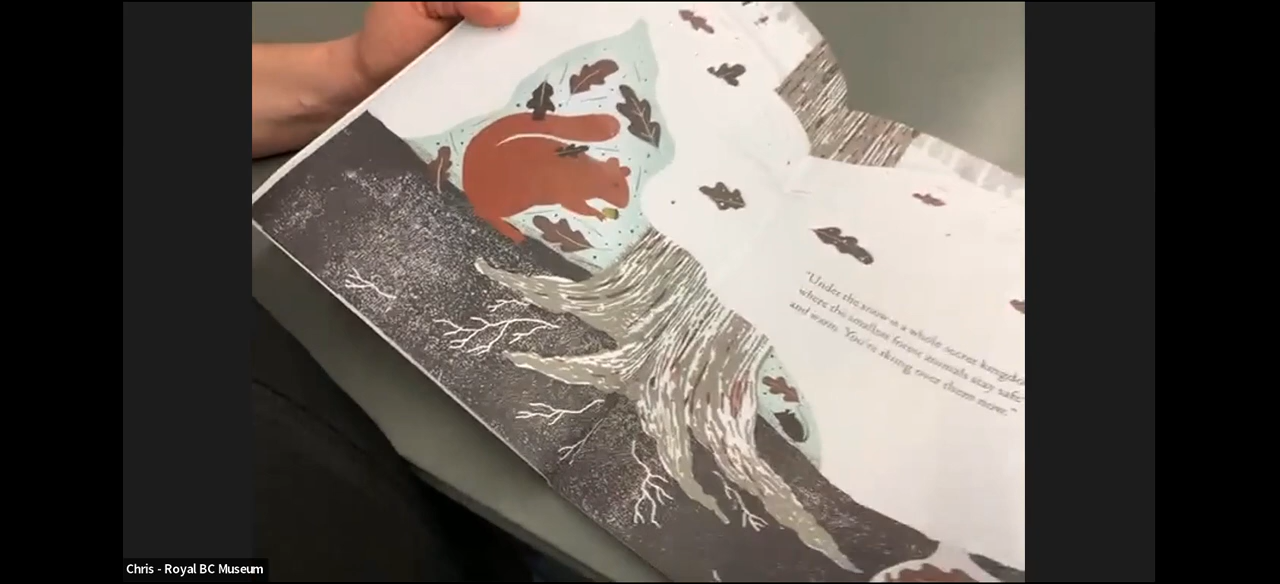 "Under the snow is a whole secret kingdo
where the smallest forest animals stay safe
and warm. You're skiing over them now."
Chris - Royal BC Museum